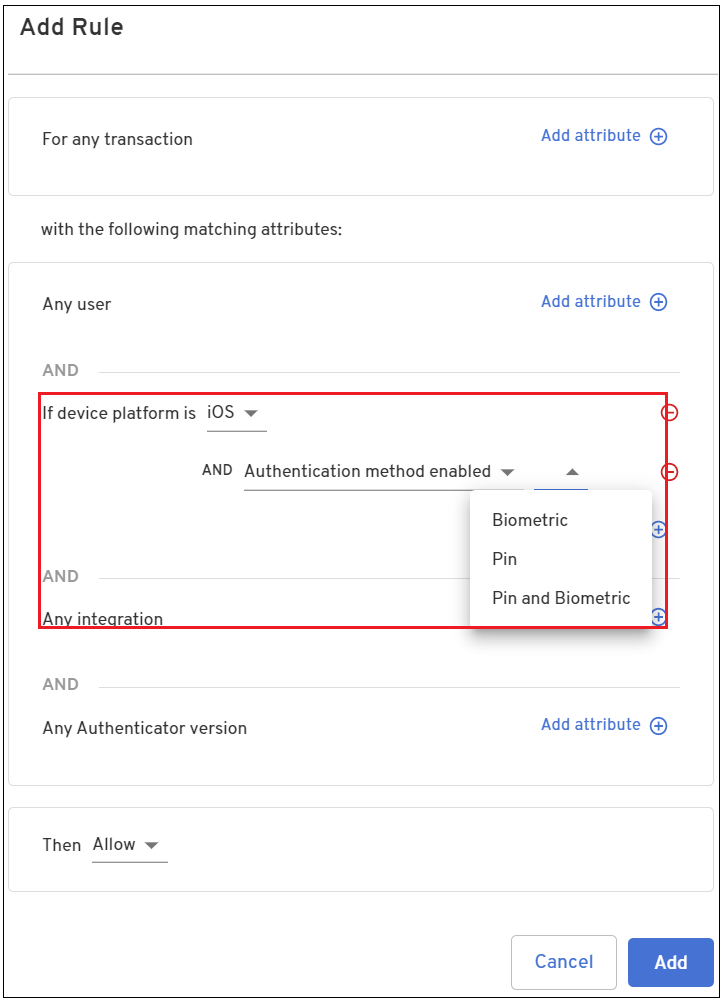 Add Rule
For any transaction Add attribute
with the following matching attributes:
Any user Add attribute
AND
If device platform is iOS
AND Authentication method enabled
Biometric
Pin
AND
Pin and Biometric
Any integration
AND
Any Authenticator version Add attribute
Then Allow
Cancel Add